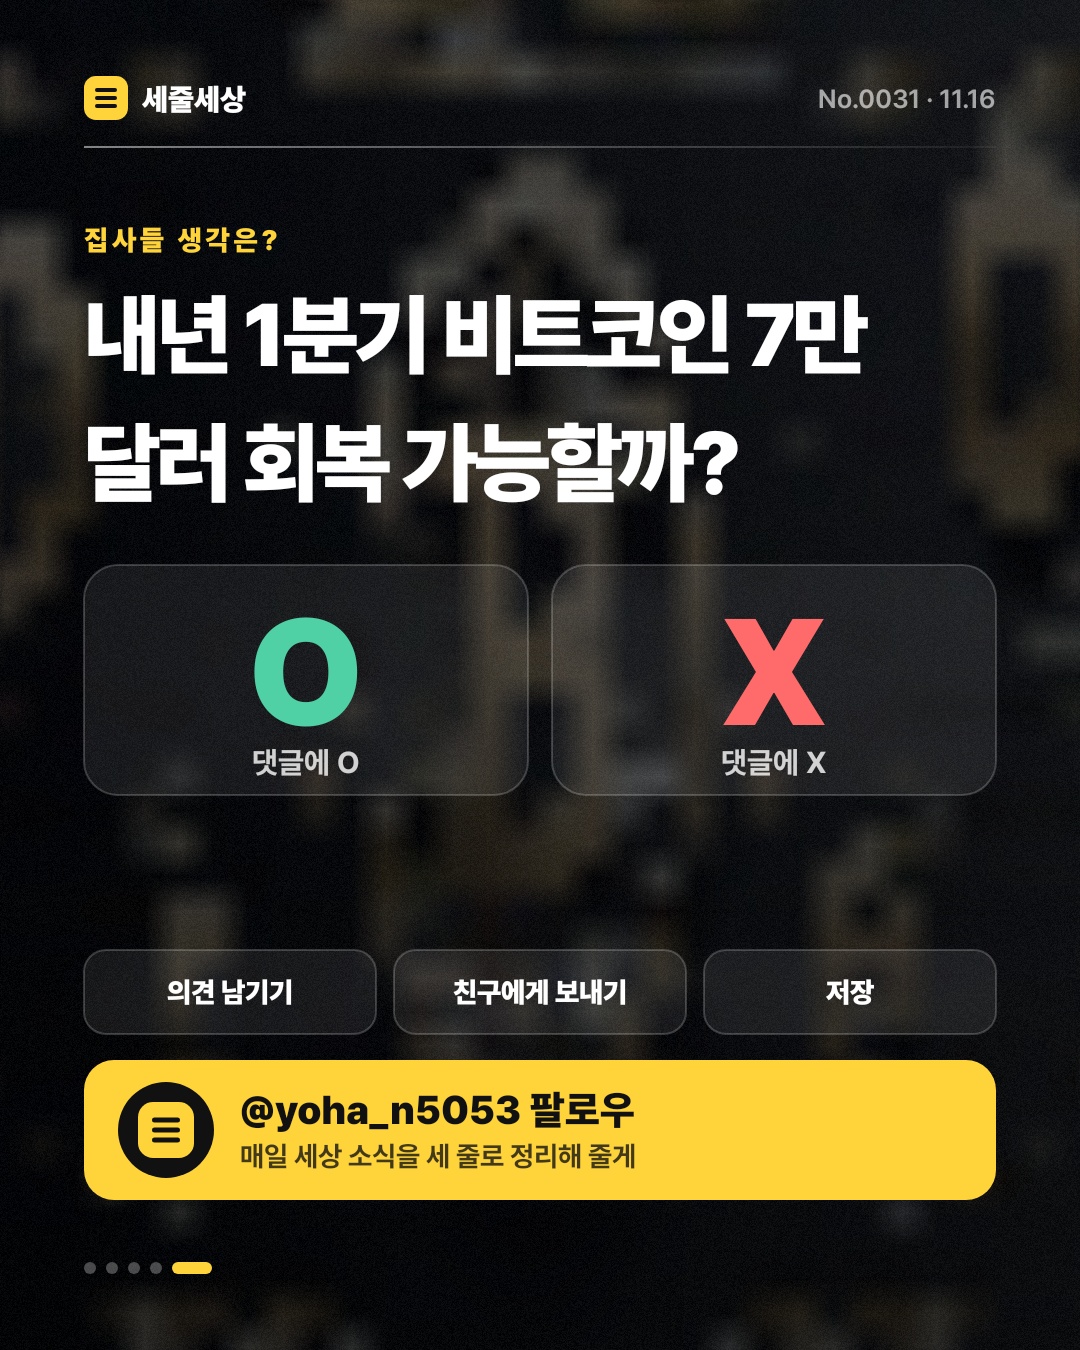 세줄세상
No.0031 · 11.16
집사들 생각은?
내년 1분기 비트코인 7만
달러 회복 가능할까?
O
X
댓글에 O
댓글에 X
의견 남기기
친구에게 보내기
저장
@yoha_n5053 팔로우
매일 세상 소식을 세 줄로 정리해 줄게